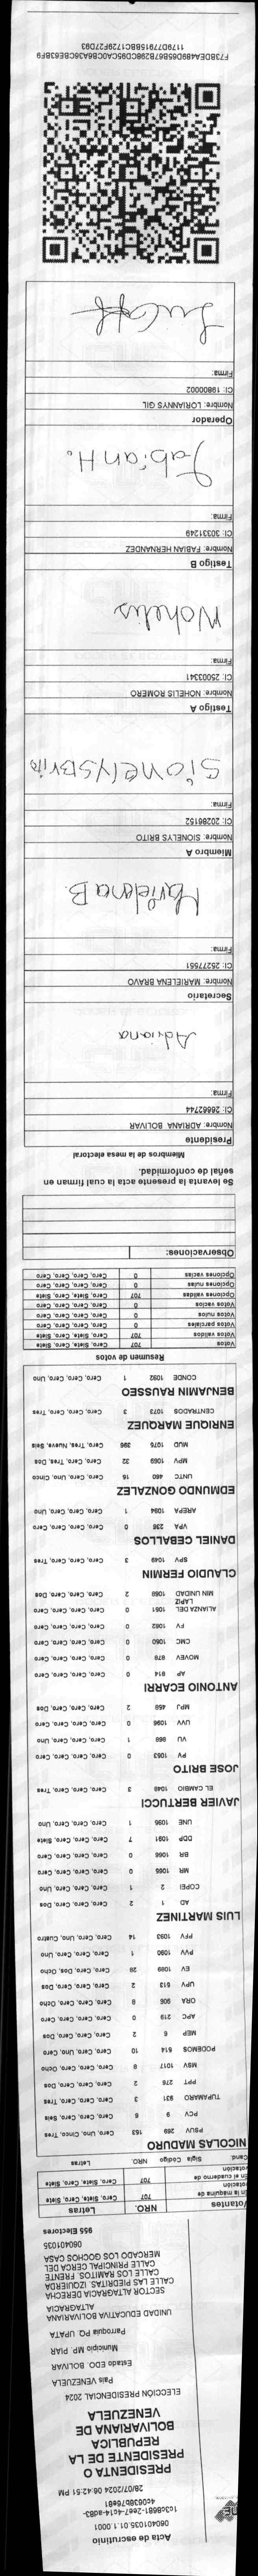 Acta de escrutinio
060401035.01.1.0001
1c3c8681-2ee7-4c14-ad83-
4c0638b76e81
28/07/2024 06:42:51 PM
PRESIDENTA O
PRESIDENTE DE LA
REPUBLICA
BOLIVARIANA DE
VENEZUELA
ELECCIÓN PRESIDENCIAL 2024
Pais VENEZUELA
Estado EDO. BOLIVAR
Municipio MP. PIAR
Parroquia PQ. UPATA
UNIDAD EDUCATIVA BOLIVARIANA
ALTAGRACIA
SECTOR ALTAGRACIA DERECHA
CALLE LAS PIEDRITAS. IZQUIERDA
CALLE LOS RAMITOS. FRENTE
CALLE PRINCIPAL CERCA DEL
MERCADO LOS GOCHOS CASA
060401035
955 Electores
Votantes NRO. Letras
En la máquina de votación 707 Cero, Siete, Cero, Siete
En el cuaderno de votación 707 Cero, Siete, Cero, Siete
Cand. Sigla Código NRO. Letras
NICOLAS MADURO
PSUV 269 153 Cero, Uno, Cinco, Tres
PCV 9 6 Cero, Cero, Cero, Seis
TUPAMARO 931 3 Cero, Cero, Cero, Tres
PPT 276 2 Cero, Cero, Cero, Dos
MSV 1017 8 Cero, Cero, Cero, Ocho
PODEMOS 514 10 Cero, Cero, Uno, Cero
MEP 6 2 Cero, Cero, Cero, Dos
APC 219 0 Cero, Cero, Cero, Cero
ORA 906 8 Cero, Cero, Cero, Ocho
UPV 513 2 Cero, Cero, Cero, Dos
EV 1089 28 Cero, Cero, Dos, Ocho
PVV 1090 1 Cero, Cero, Cero, Uno
PFV 1093 14 Cero, Cero, Uno, Cuatro
LUIS MARTINEZ
AD 1 2 Cero, Cero, Cero, Dos
COPEI 2 1 Cero, Cero, Cero, Uno
MR 1065 0 Cero, Cero, Cero, Cero
BR 1066 0 Cero, Cero, Cero, Cero
DDP 1091 7 Cero, Cero, Cero, Siete
UNE 1095 1 Cero, Cero, Cero, Uno
JAVIER BERTUCCI
EL CAMBIO 1048 3 Cero, Cero, Cero, Tres
JOSE BRITO
PV 1053 0 Cero, Cero, Cero, Cero
VU 868 1 Cero, Cero, Cero, Uno
UVV 1096 0 Cero, Cero, Cero, Cero
MPJ 458 2 Cero, Cero, Cero, Dos
ANTONIO ECARRI
AP 814 0 Cero, Cero, Cero, Cero
MOVEV 879 0 Cero, Cero, Cero, Cero
CMC 1050 0 Cero, Cero, Cero, Cero
FV 1082 0 Cero, Cero, Cero, Cero
ALIANZA DEL LAPIZ 1051 0 Cero, Cero, Cero, Cero
MIN UNIDAD 1068 2 Cero, Cero, Cero, Dos
CLAUDIO FERMIN
SPV 1049 3 Cero, Cero, Cero, Tres
DANIEL CEBALLOS
VPA 236 0 Cero, Cero, Cero, Cero
AREPA 1094 1 Cero, Cero, Cero, Uno
EDMUNDO GONZALEZ
UNTC 460 15 Cero, Cero, Uno, Cinco
MPV 1069 32 Cero, Cero, Tres, Dos
MUD 1075 396 Cero, Tres, Nueve, Seis
ENRIQUE MARQUEZ
CENTRADOS 1073 3 Cero, Cero, Cero, Tres
BENJAMIN RAUSSEO
CONDE 1092 1 Cero, Cero, Cero, Uno
Resumen de votos
Votos 707 Cero, Siete, Cero, Siete
Votos validos 707 Cero, Siete, Cero, Siete
Votos parciales 0 Cero, Cero, Cero, Cero
Votos nulos 0 Cero, Cero, Cero, Cero
Votos vacios 0 Cero, Cero, Cero, Cero
Opciones validas 707 Cero, Siete, Cero, Siete
Opciones nulas 0 Cero, Cero, Cero, Cero
Opciones vacias 0 Cero, Cero, Cero, Cero
Observaciones:
Se levanta la presente acta la cual firman en
señal de conformidad.
Miembros de la mesa electoral
Presidente
Nombre: ADRIANA BOLIVAR
CI: 26662744
Firma:
Adriana
Secretario
Nombre: MARIELENA BRAVO
CI: 25277551
Firma:
Marielena B.
Miembro A
Nombre: SIONELYS BRITO
CI: 20286152
Firma:
SionelysBrito
Testigo A
Nombre: NOHELIS ROMERO
CI: 25003341
Firma:
Nohelis
Testigo B
Nombre: FABIAN HERNANDEZ
CI: 30331249
Firma:
Fabian H.
Operador
Nombre: LORIANNYS GIL
CI: 19800002
Firma:
F73BDEA489D65B67B298CD95CA0CB6A36CBE63BF9
1179D77915BBC1729F27D93